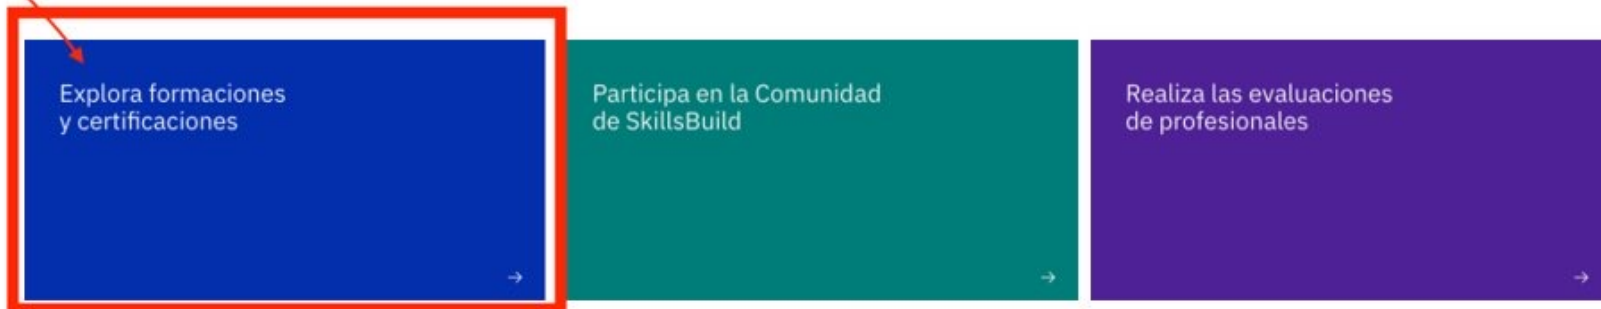 Explora formaciones
y certificaciones
Participa en la Comunidad
de SkillsBuild
Realiza las evaluaciones
de profesionales